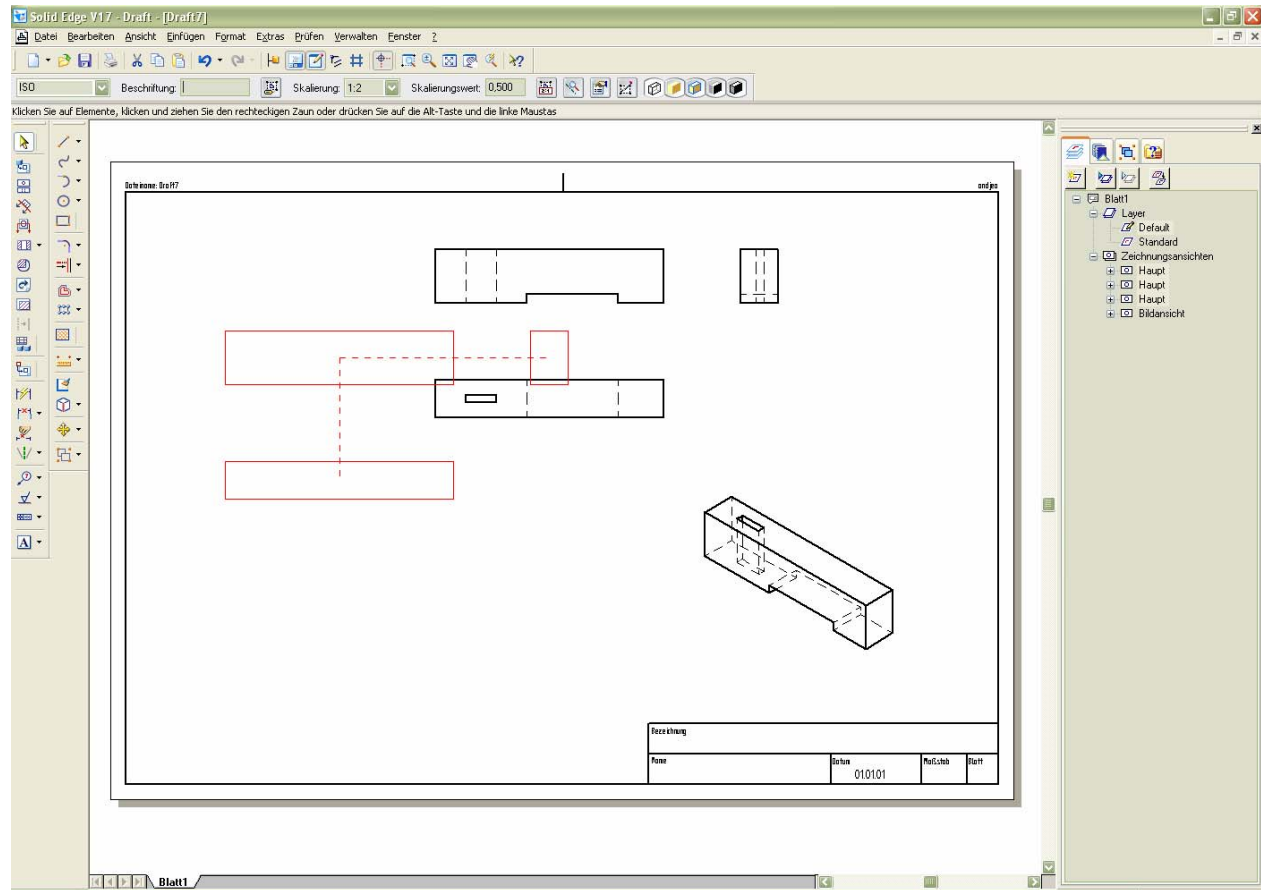 Solid Edge V17 - Draft - [Draft7]
Datei Bearbeiten Ansicht Einfügen Format Extras Prüfen Verwalten Fenster ?
ISO Beschriftung: Skalierung: 1:2 Skalierungswert: 0,500
Klicken Sie auf Elemente, klicken und ziehen Sie den rechteckigen Zaun oder drücken Sie auf die Alt-Taste und die linke Maustas
Dateiname: Draft7
Blatt1
Layer
Default
Standard
Zeichnungsansichten
Haupt
Haupt
Haupt
Bildansicht
Bezeichnung
Name
Datum
01.01.01
Maßstab
Blatt
Blatt1